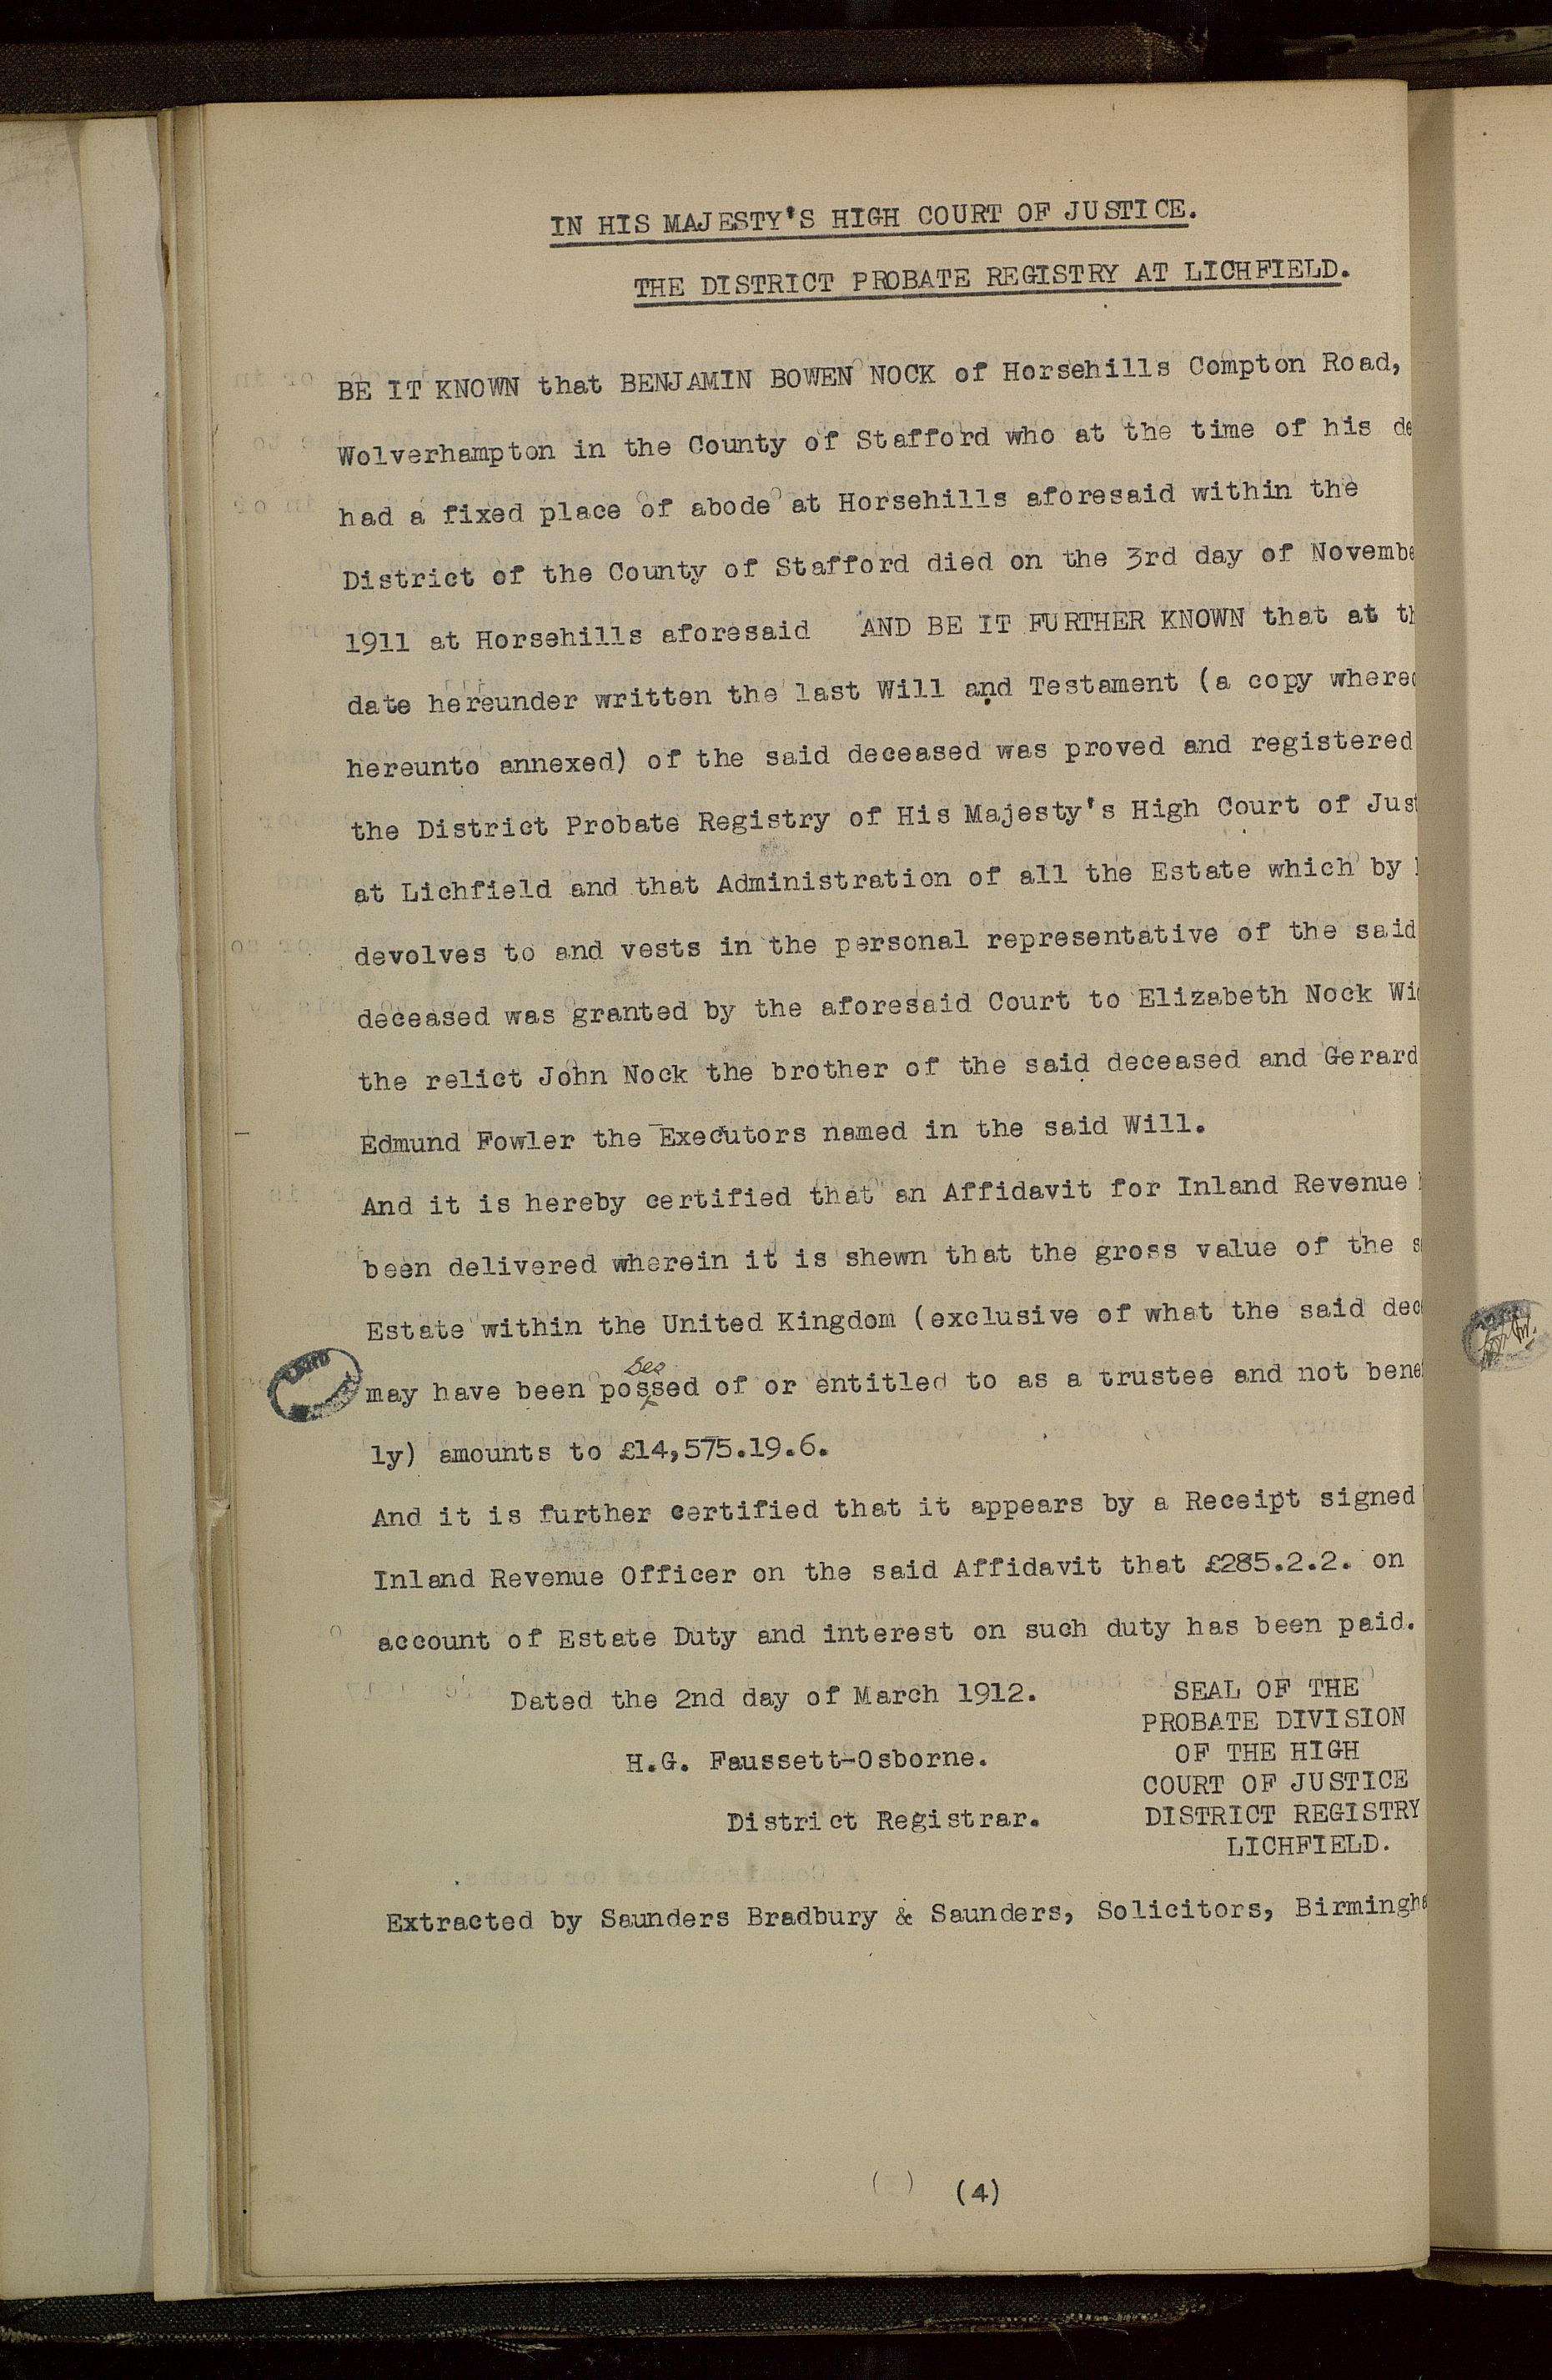 IN HIS MAJESTY'S HIGH COURT OF JUSTICE.
THE DISTRICT PROBATE REGISTRY AT LICHFIELD.
BE IT KNOWN that BENJAMIN BOWEN NOCK of Horsehills Compton Road,
Wolverhampton in the County of Stafford who at the time of his de
had a fixed place of abode at Horsehills aforesaid within the
District of the County of Stafford died on the 3rd day of Novembe
1911 at Horsehills aforesaid AND BE IT FURTHER KNOWN that at th
date hereunder written the last Will and Testament (a copy whereo
hereunto annexed) of the said deceased was proved and registered
the District Probate Registry of His Majesty's High Court of Just
at Lichfield and that Administration of all the Estate which by
devolves to and vests in the personal representative of the said
deceased was granted by the aforesaid Court to Elizabeth Nock Wid
the relict John Nock the brother of the said deceased and Gerard
Edmund Fowler the Executors named in the said Will.
And it is hereby certified that an Affidavit for Inland Revenue
been delivered wherein it is shewn that the gross value of the s
Estate within the United Kingdom (exclusive of what the said dec
ses
may have been possed of or entitled to as a trustee and not bene
ly) amounts to £14,575.19.6.
And it is further certified that it appears by a Receipt signed
Inland Revenue Officer on the said Affidavit that £285.2.2. on
account of Estate Duty and interest on such duty has been paid.
Dated the 2nd day of March 1912.
H.G. Faussett-Osborne.
District Registrar.
SEAL OF THE
PROBATE DIVISION
OF THE HIGH
COURT OF JUSTICE
DISTRICT REGISTRY
LICHFIELD.
Extracted by Saunders Bradbury & Saunders, Solicitors, Birmingha
(4)